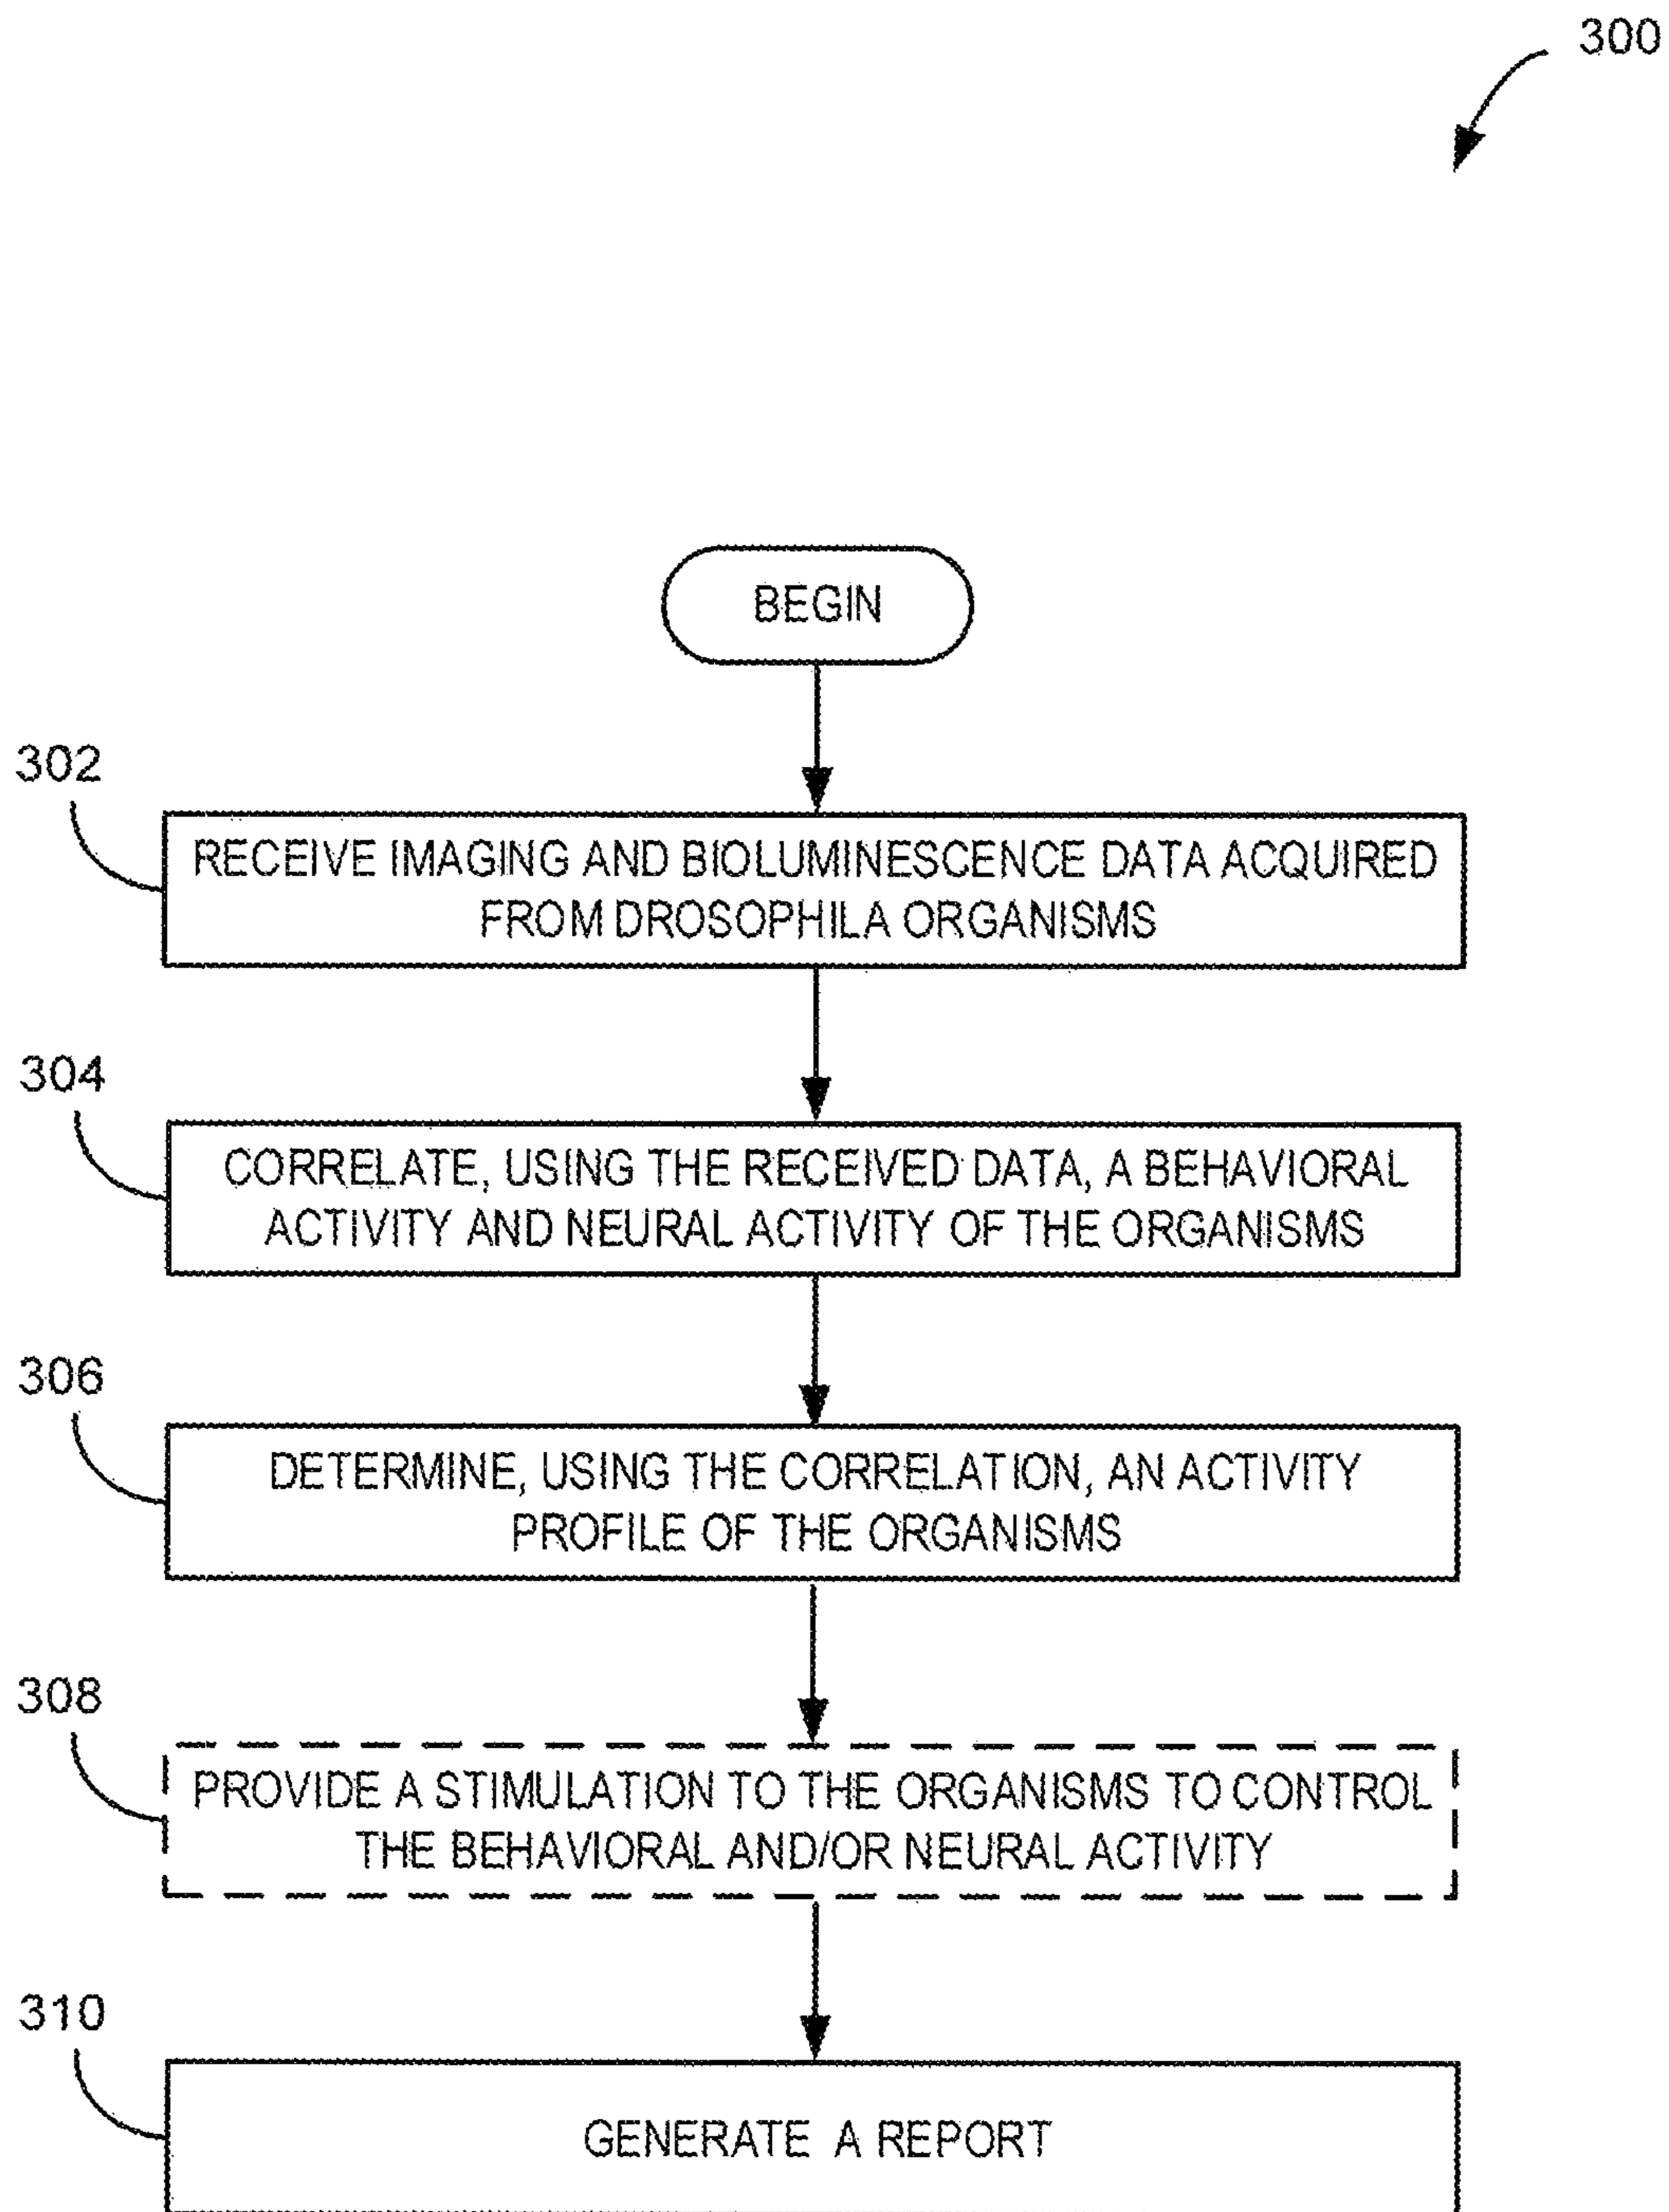 300
BEGIN
302
RECEIVE IMAGING AND BIOLUMINESCENCE DATA ACQUIRED
FROM DROSOPHILA ORGANISMS
304
CORRELATE, USING THE RECEIVED DATA, A BEHAVIORAL
ACTIVITY AND NEURAL ACTIVITY OF THE ORGANISMS
306
DETERMINE, USING THE CORRELATION, AN ACTIVITY
PROFILE OF THE ORGANISMS
308
PROVIDE A STIMULATION TO THE ORGANISMS TO CONTROL
THE BEHAVIORAL AND/OR NEURAL ACTIVITY
310
GENERATE A REPORT